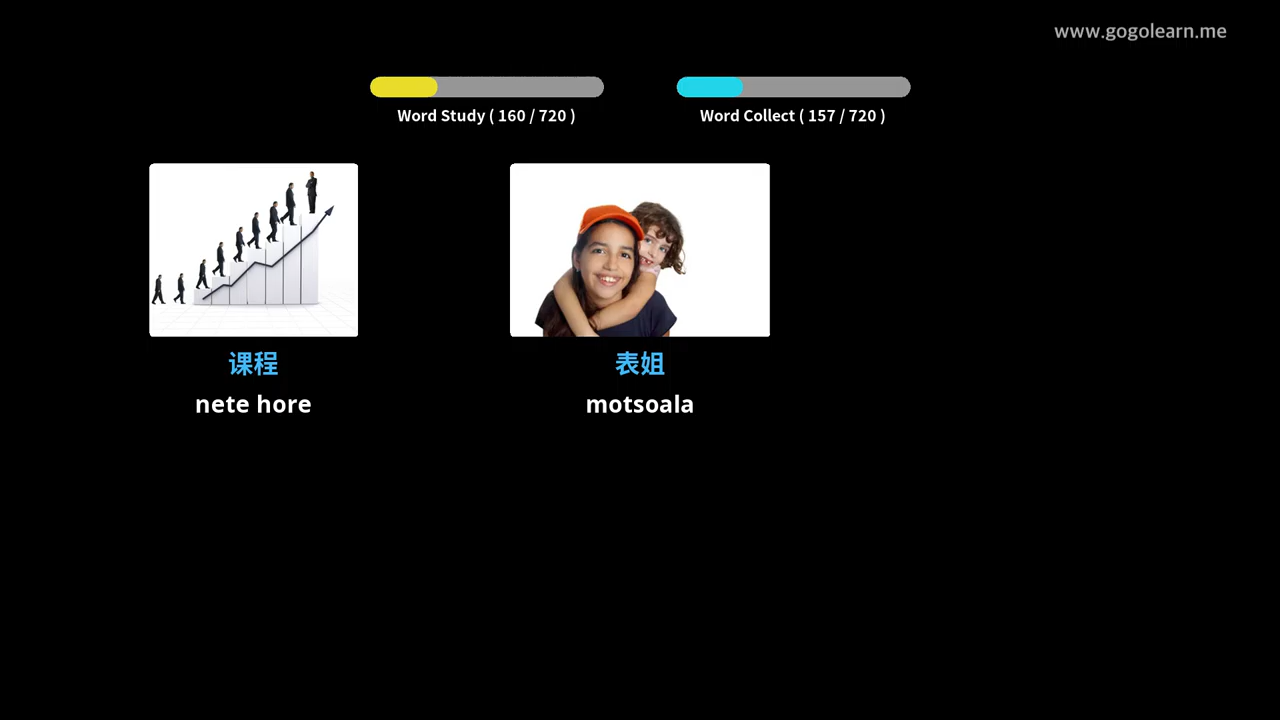 www.gogolearn.me
Word Study ( 160 / 720 )
Word Collect ( 157 / 720 )
课程
nete hore
表姐
motsoala